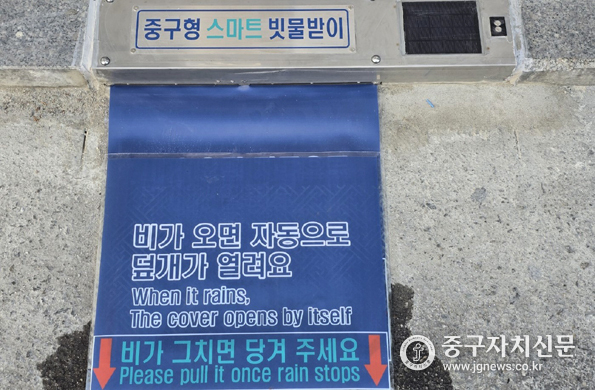 중구형 스마트 빗물받이
비가 오면 자동으로
덮개가 열려요
When it rains,
The cover opens by itself
비가 그치면 당겨 주세요
Please pull it once rain stops
중구자치신문
www.jgnews.co.kr